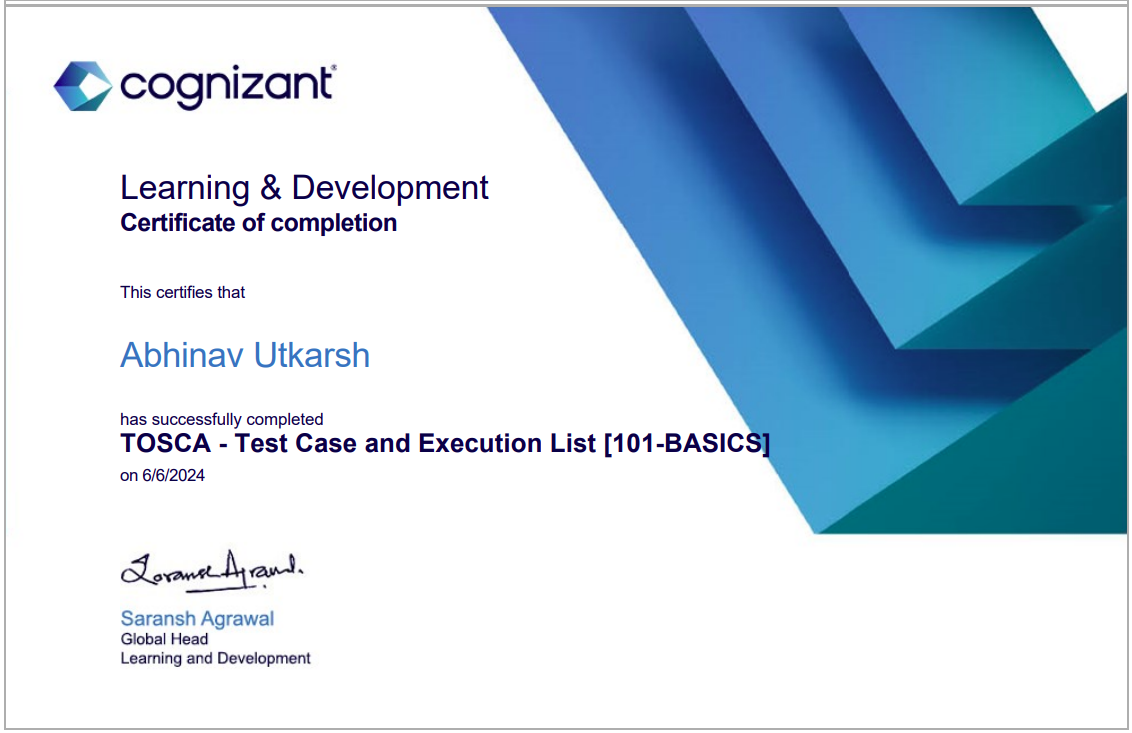 cognizant®
Learning & Development
Certificate of completion
This certifies that
Abhinav Utkarsh
has successfully completed
TOSCA - Test Case and Execution List [101-BASICS]
on 6/6/2024
Saransh Agrawal
Saransh Agrawal
Global Head
Learning and Development